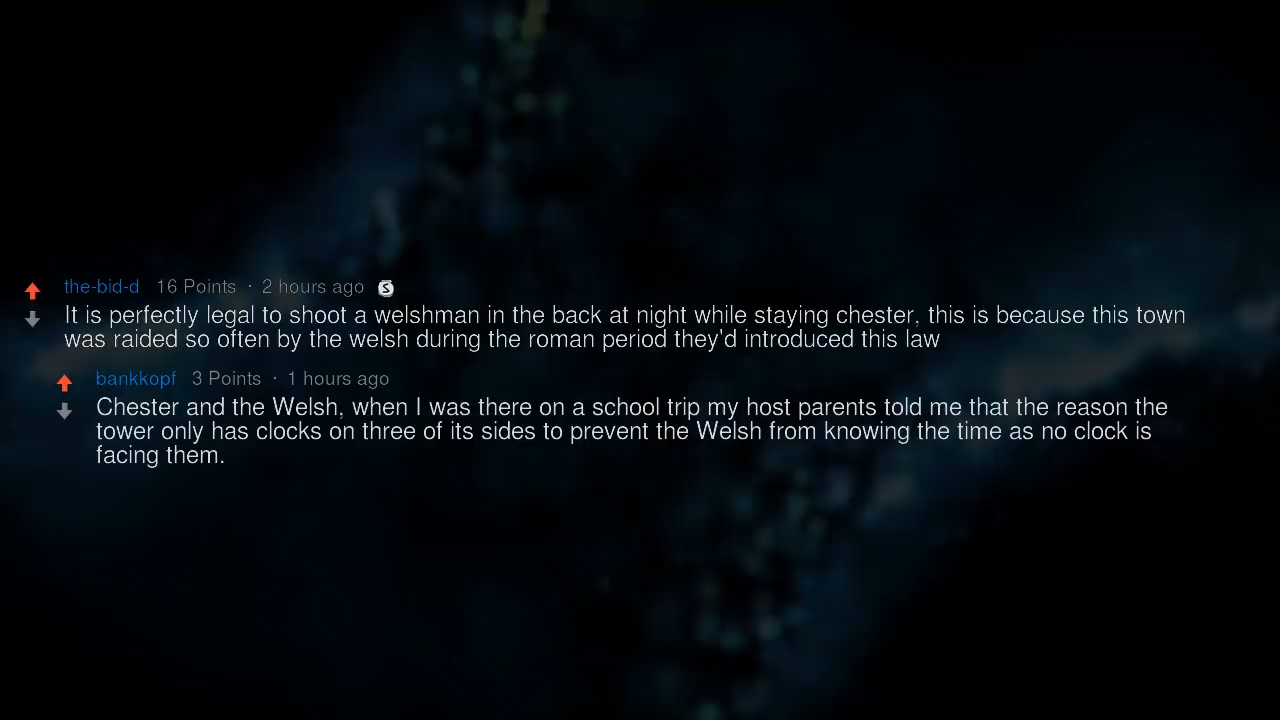 the-bid-d 16 Points · 2 hours ago S
It is perfectly legal to shoot a welshman in the back at night while staying chester, this is because this town
was raided so often by the welsh during the roman period they'd introduced this law
bankkopf 3 Points · 1 hours ago
Chester and the Welsh, when I was there on a school trip my host parents told me that the reason the
tower only has clocks on three of its sides to prevent the Welsh from knowing the time as no clock is
facing them.